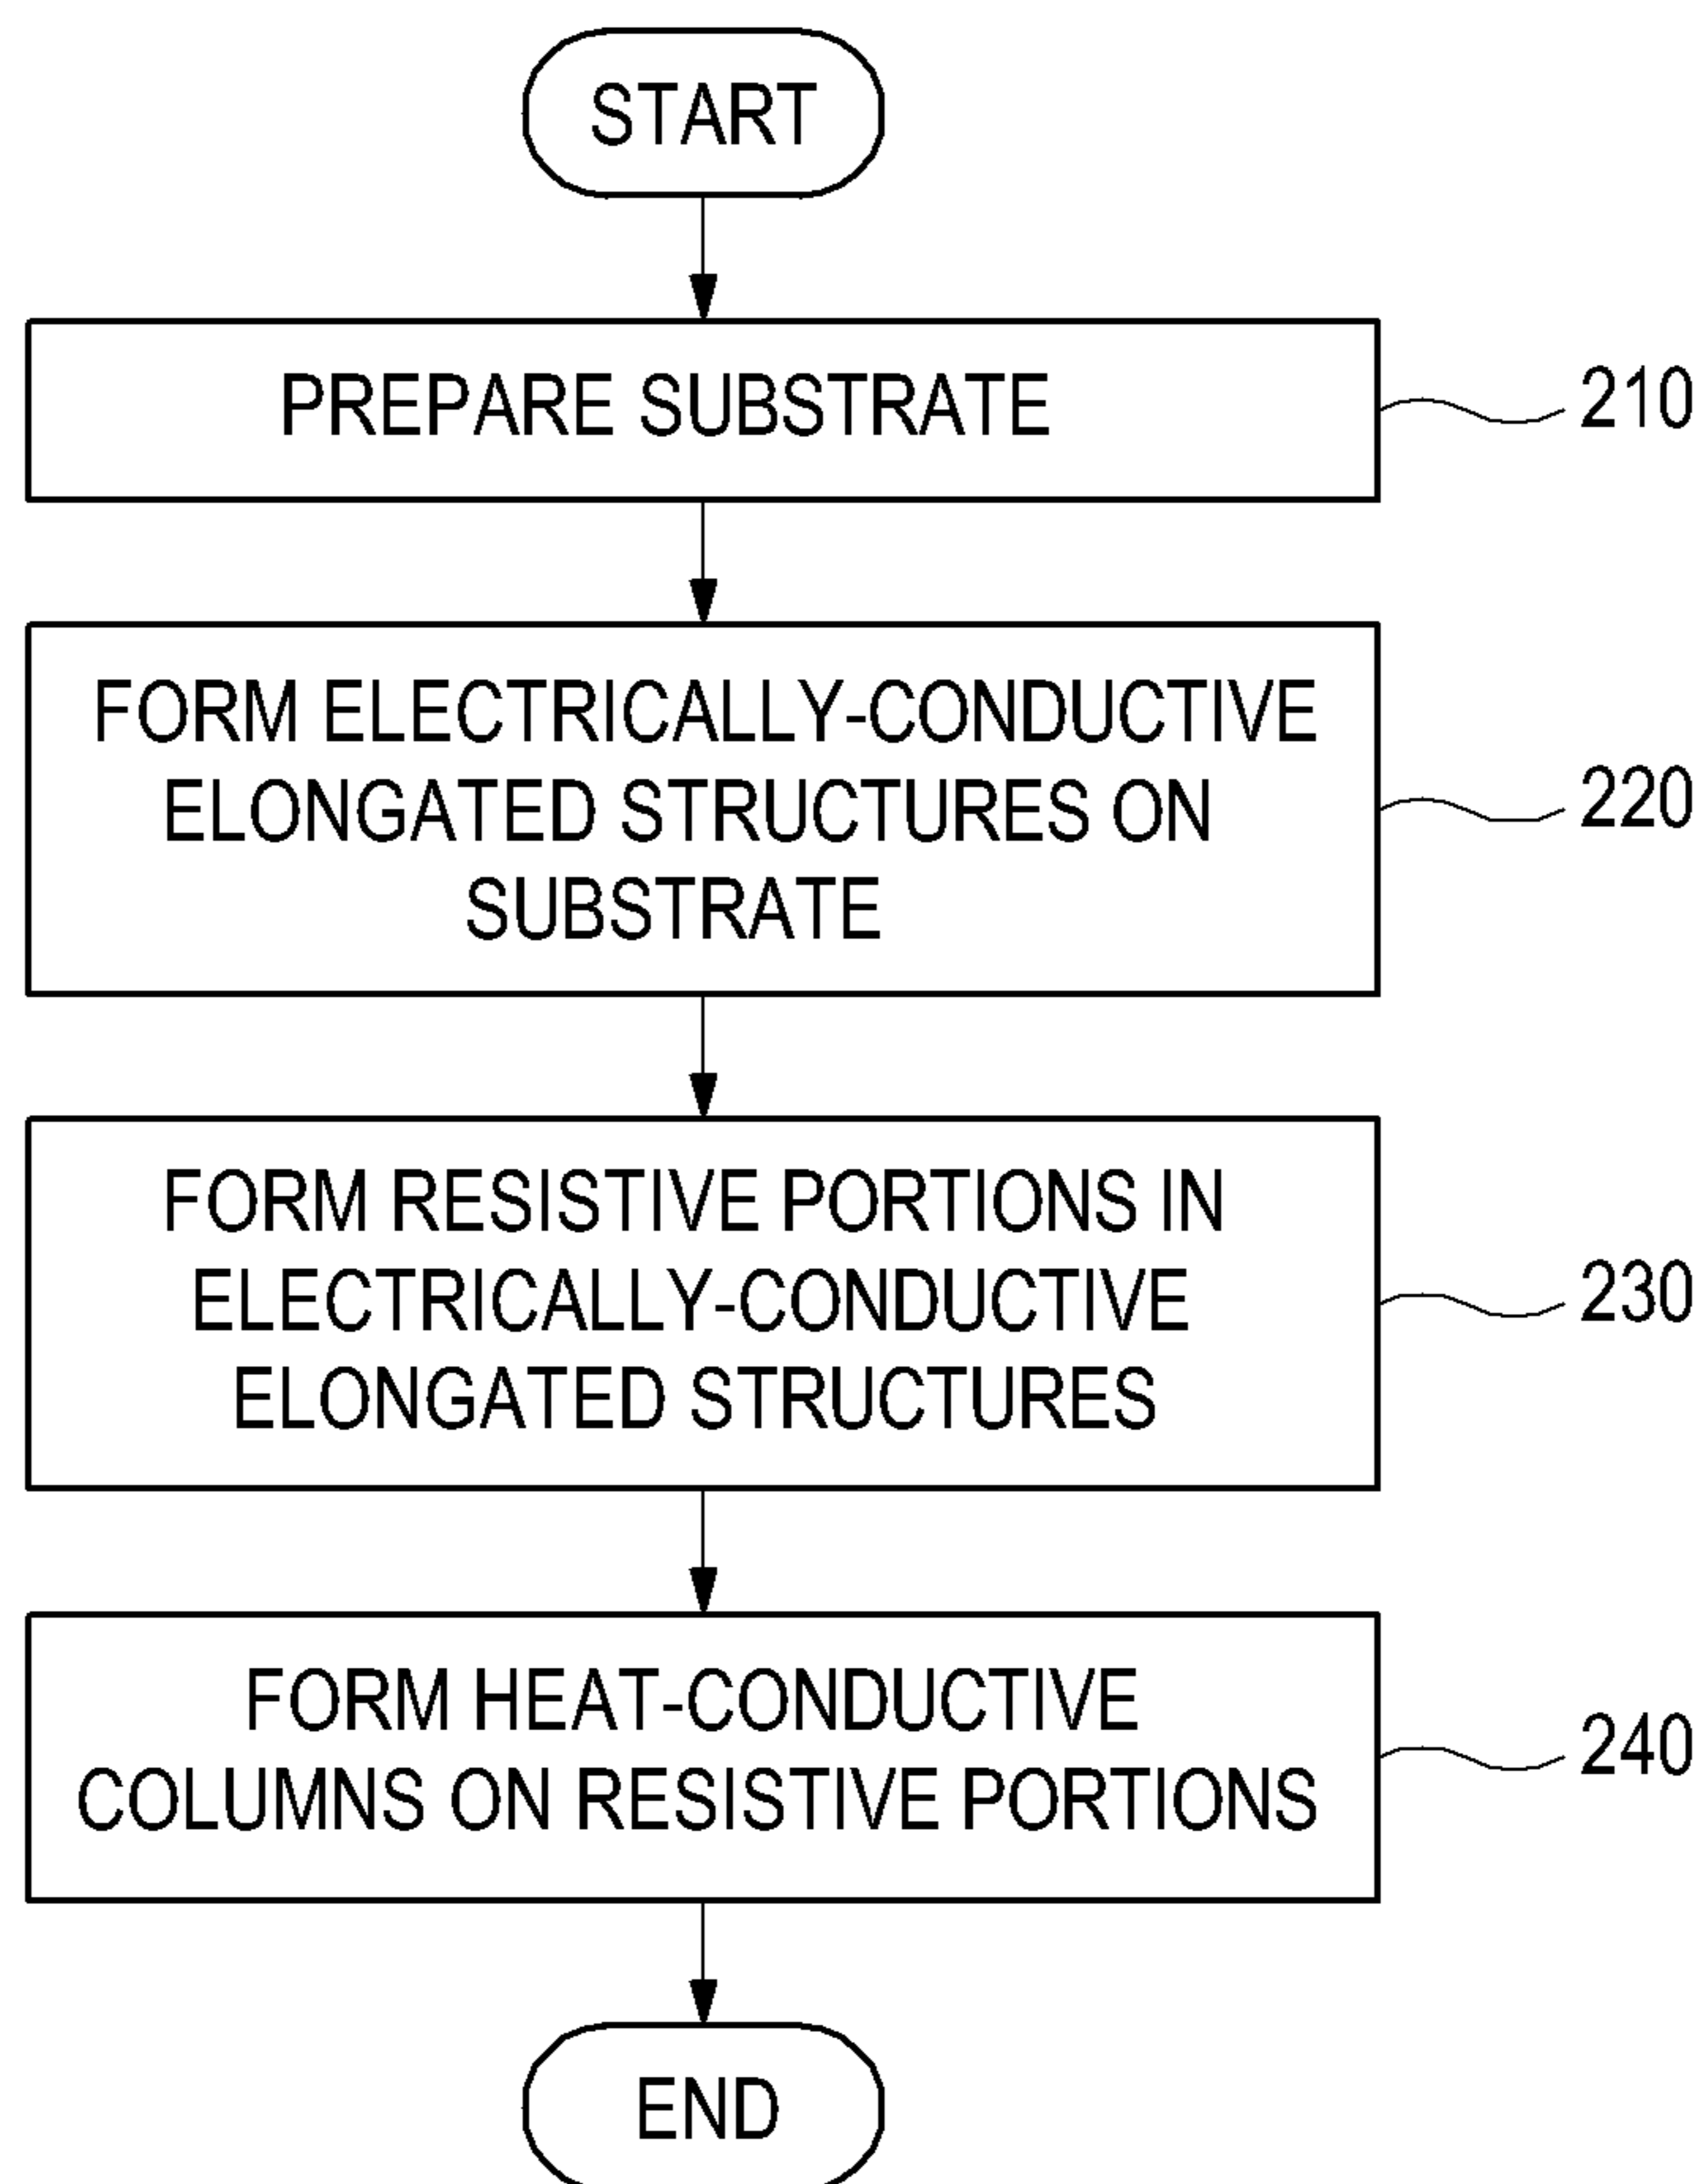 START
PREPARE SUBSTRATE
210
FORM ELECTRICALLY-CONDUCTIVE
ELONGATED STRUCTURES ON
SUBSTRATE
220
FORM RESISTIVE PORTIONS IN
ELECTRICALLY-CONDUCTIVE
ELONGATED STRUCTURES
230
FORM HEAT-CONDUCTIVE
COLUMNS ON RESISTIVE PORTIONS
240
END